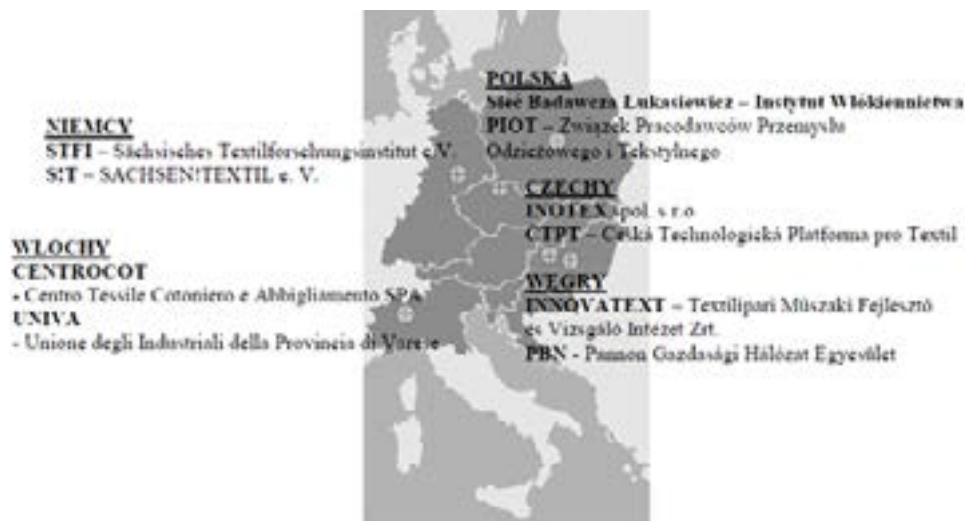 POLSKA
Sieć Badawcza Łukasiewicz – Instytut Włókiennictwa
PIOT – Związek Pracodawców Przemysłu
Odzieżowego i Tekstylnego
NIEMCY
STFI – Sächsisches Textilforschungsinstitut e.V.
S!T – SACHSEN!TEXTIL e. V.
CZECHY
INOTEX spol. s r.o
CTPT – Česká Technologická Platforma pro Textil
WŁOCHY
CENTROCOT
- Centro Tessile Cotoniero e Abbigliamento SPA
UNIVA
- Unione degli Industriali della Provincia di Varese
WĘGRY
INNOVATEXT – Textilipari Műszaki Fejlesztő
és Vizsgáló Intézet Zrt.
PBN - Pannon Gazdasági Hálózat Egyesület